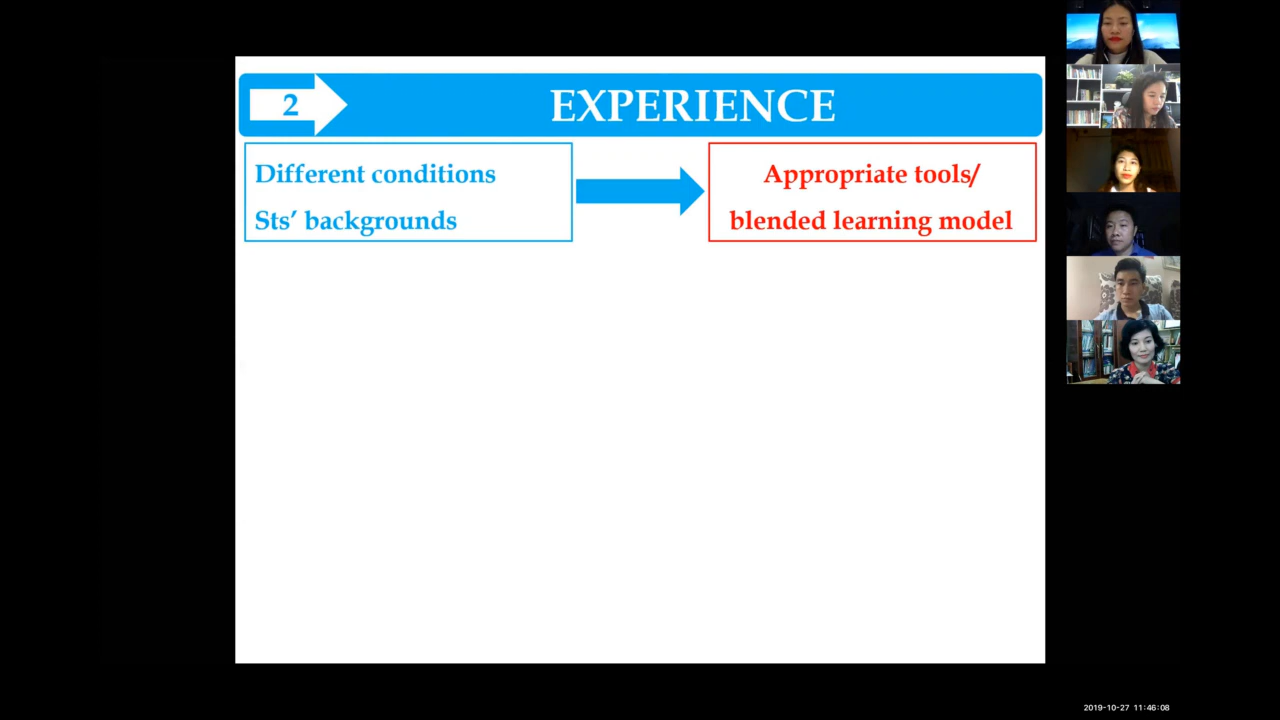 2
EXPERIENCE
Different conditions
Sts’ backgrounds
Appropriate tools/
blended learning model
2019-10-27 11:46:08